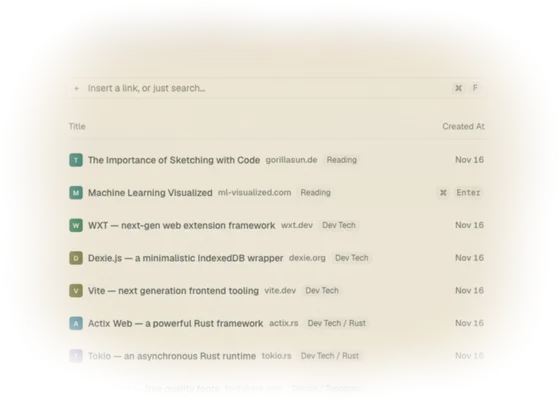 + Insert a link, or just search... ⌘ F
Title Created At
T The Importance of Sketching with Code gorillasun.de Reading Nov 16
M Machine Learning Visualized ml-visualized.com Reading ⌘ Enter
W WXT — next-gen web extension framework wxt.dev Dev Tech Nov 16
D Dexie.js — a minimalistic IndexedDB wrapper dexie.org Dev Tech Nov 16
V Vite — next generation frontend tooling vite.dev Dev Tech Nov 16
A Actix Web — a powerful Rust framework actix.rs Dev Tech / Rust Nov 16
T Tokio — an asynchronous Rust runtime tokio.rs Dev Tech / Rust Nov 16
quality fonts